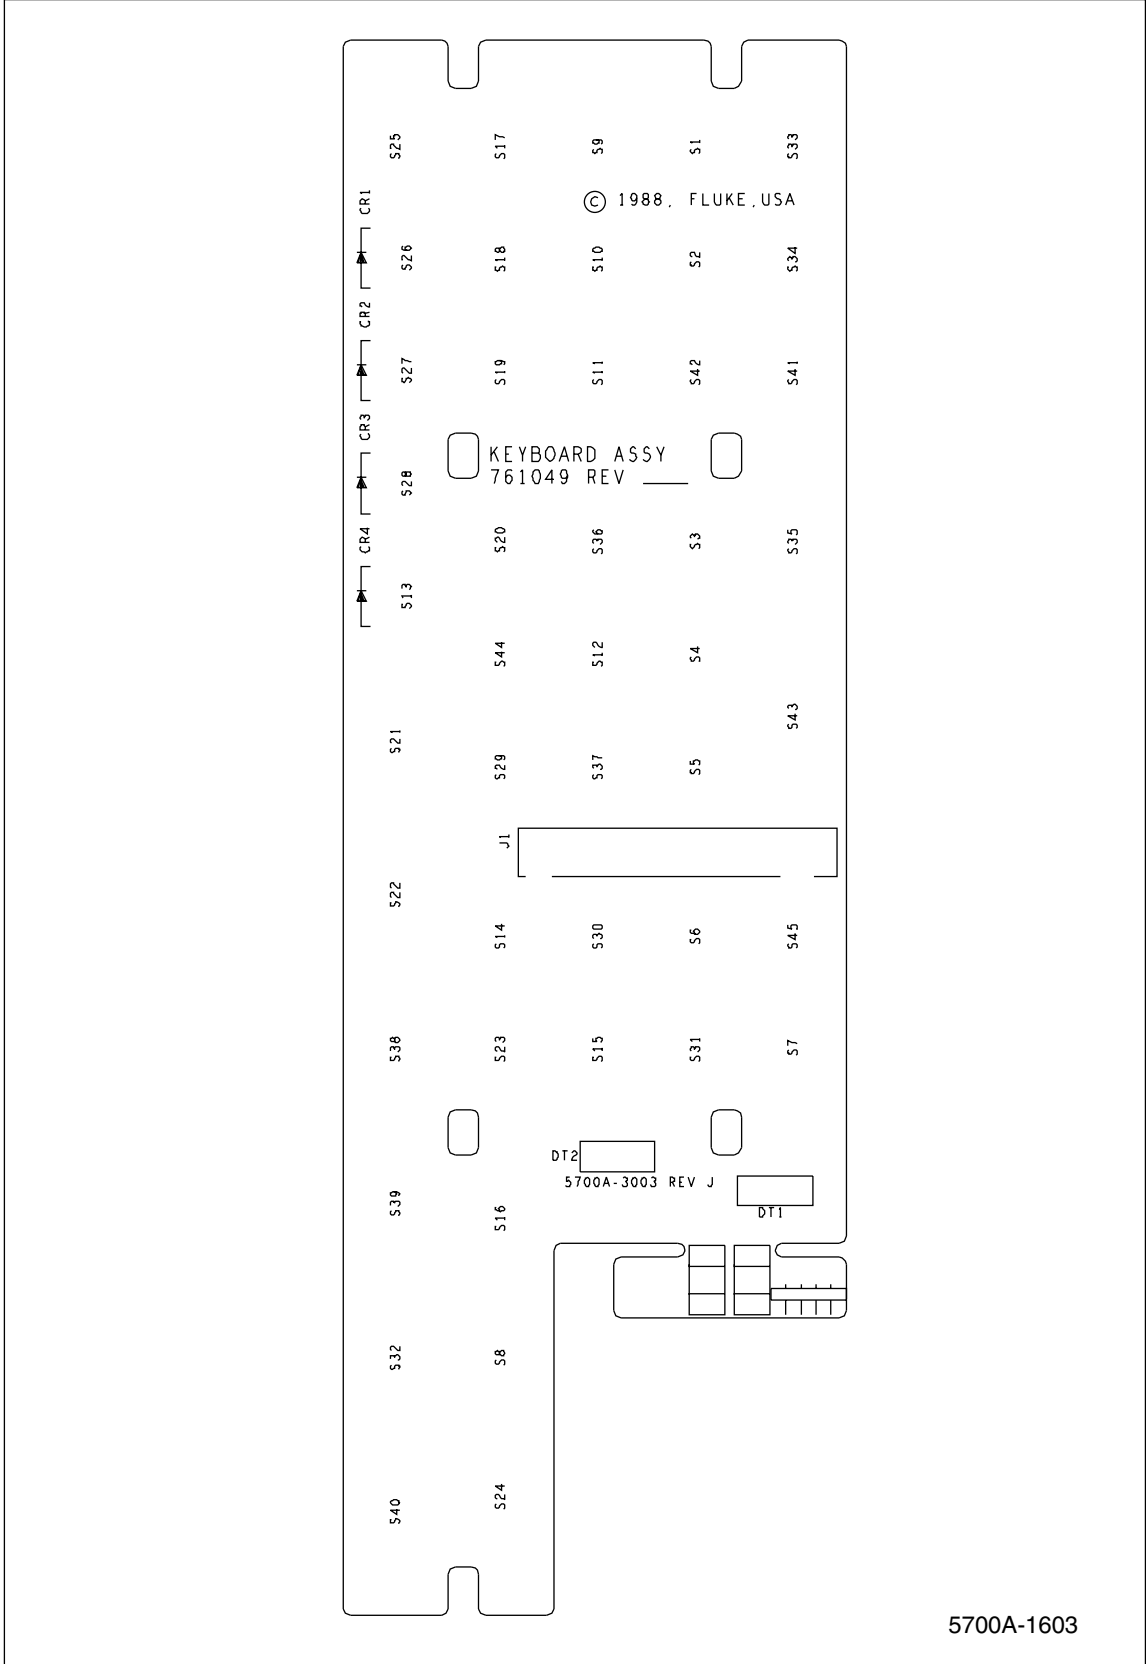 S25 S17 S9 S1 S33
CR1
© 1988, FLUKE, USA
S26 S18 S10 S2 S34
CR2
S27 S19 S11 S42 S41
CR3
KEYBOARD ASSY
761049 REV ____
S28
CR4
S20 S36 S3 S35
S13
S44 S12 S4
S43
S21
S29 S37 S5
J1
S22
S14 S30 S6 S45
S38 S23 S15 S31 S7
DT2
5700A-3003 REV J
S39
S16
DT1
S32 S8
S24
S40
5700A-1603